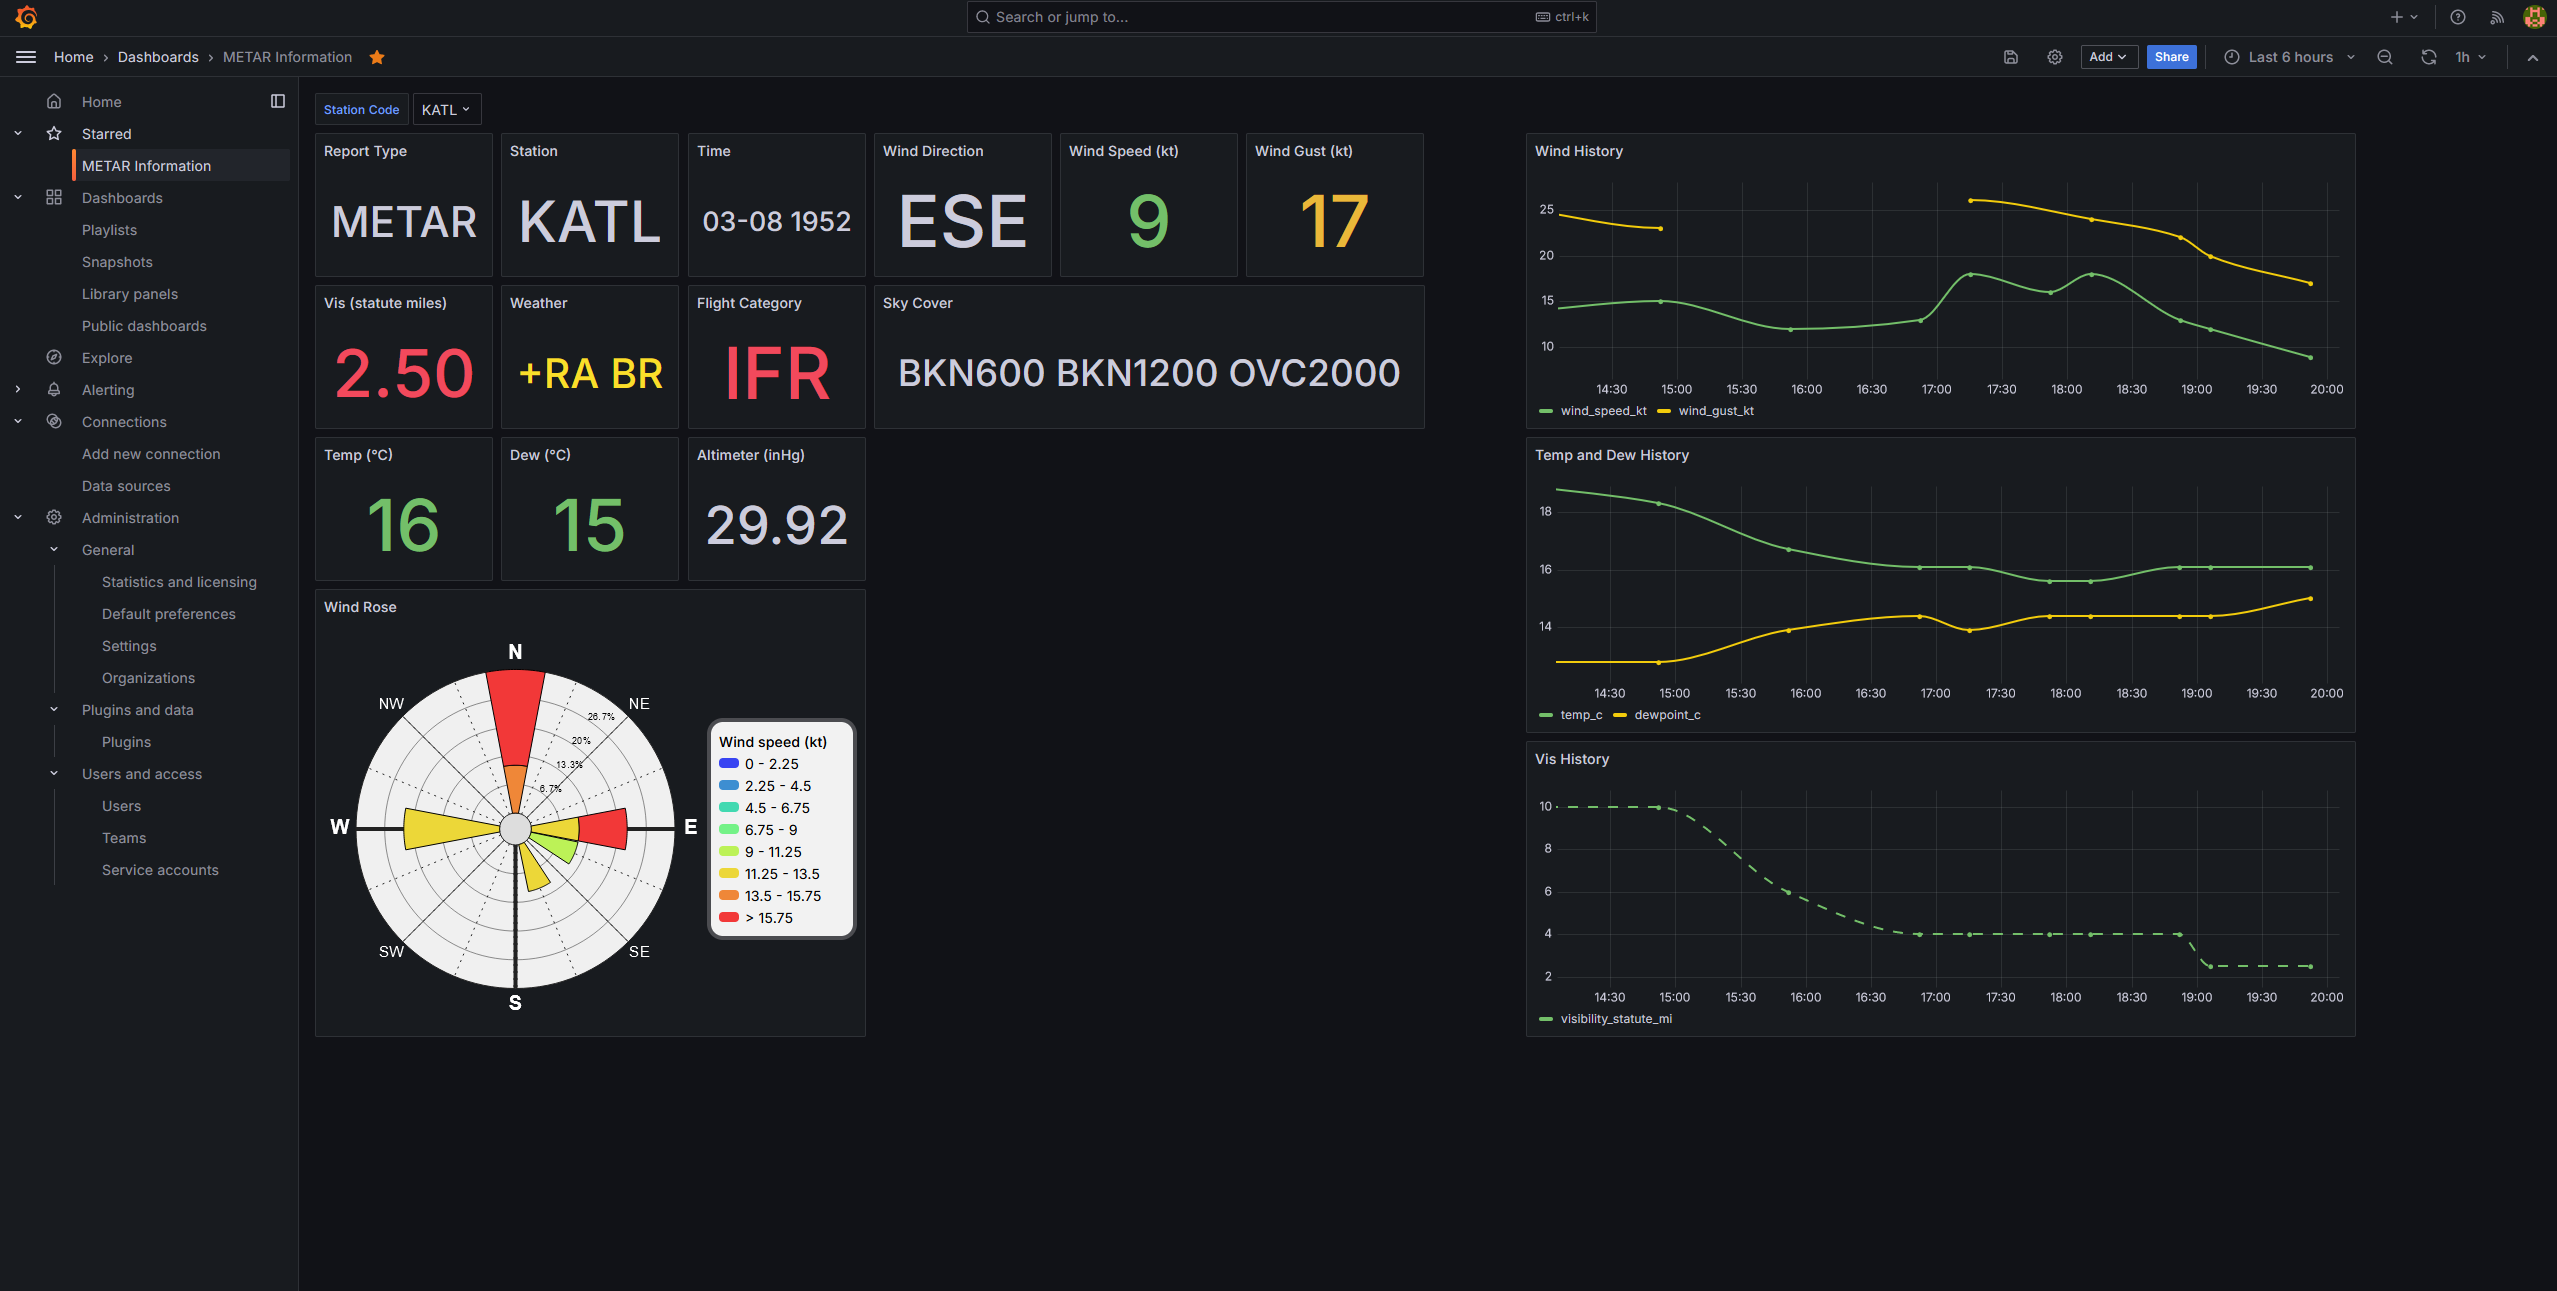 Search or jump to...
ctrl+k
Home
Dashboards
METAR Information
Add
Share
Last 6 hours
1h
Home
Starred
METAR Information
Dashboards
Playlists
Snapshots
Library panels
Public dashboards
Explore
Alerting
Connections
Add new connection
Data sources
Administration
General
Statistics and licensing
Default preferences
Settings
Organizations
Plugins and data
Plugins
Users and access
Users
Teams
Service accounts
Station Code
KATL
Report Type
METAR
Station
KATL
Time
03-08 1952
Wind Direction
ESE
Wind Speed (kt)
9
Wind Gust (kt)
17
Vis (statute miles)
2.50
Weather
+RA BR
Flight Category
IFR
Sky Cover
BKN600 BKN1200 OVC2000
Temp (°C)
16
Dew (°C)
15
Altimeter (inHg)
29.92
Wind Rose
N
NW
NE
26.7%
20%
13.3%
6.7%
W
E
SW
SE
S
Wind speed (kt)
0 - 2.25
2.25 - 4.5
4.5 - 6.75
6.75 - 9
9 - 11.25
11.25 - 13.5
13.5 - 15.75
> 15.75
Wind History
25
20
15
10
14:30 15:00 15:30 16:00 16:30 17:00 17:30 18:00 18:30 19:00 19:30 20:00
wind_speed_kt wind_gust_kt
Temp and Dew History
18
16
14
14:30 15:00 15:30 16:00 16:30 17:00 17:30 18:00 18:30 19:00 19:30 20:00
temp_c dewpoint_c
Vis History
10
8
6
4
2
14:30 15:00 15:30 16:00 16:30 17:00 17:30 18:00 18:30 19:00 19:30 20:00
visibility_statute_mi